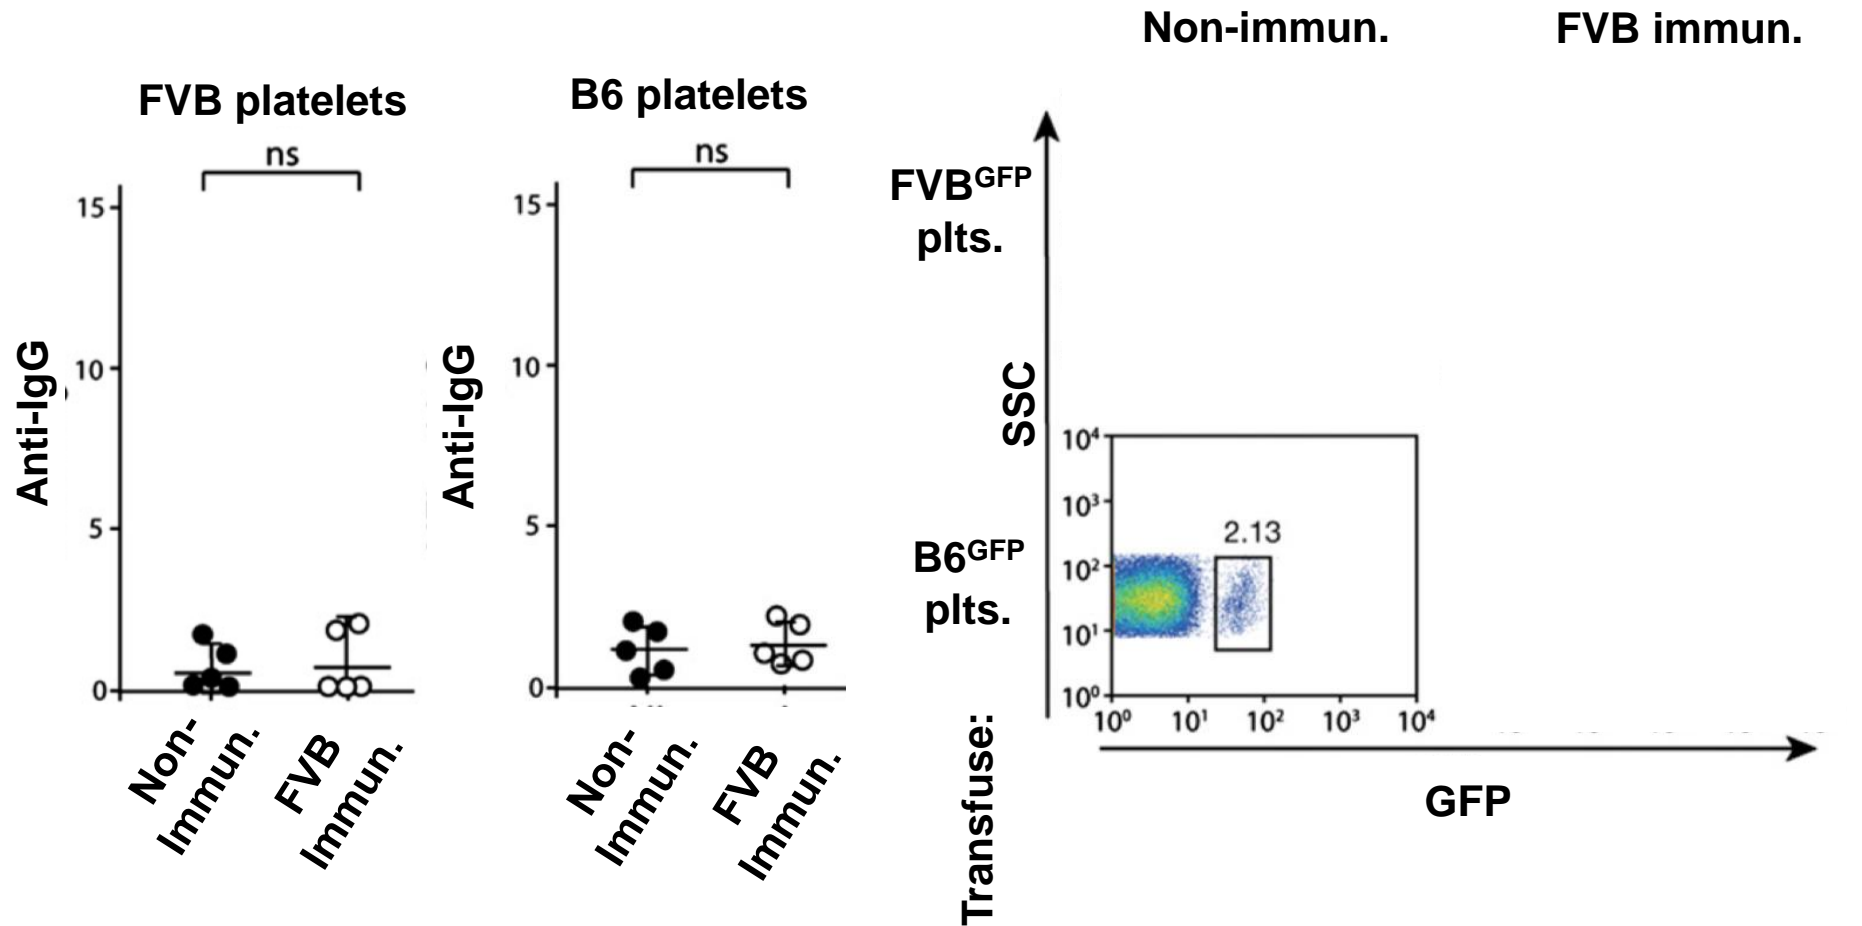 FVB platelets
ns
15
10
5
0
Anti-IgG
Non-
Immun.
FVB
Immun.
B6 platelets
ns
15
10
5
0
Anti-IgG
Non-
Immun.
FVB
Immun.
Non-immun.
FVB immun.
FVBGFP
plts.
SSC
B6GFP
plts.
Transfuse:
10⁴
10³
10²
10¹
10⁰
2.13
10⁰ 10¹ 10² 10³ 10⁴
GFP